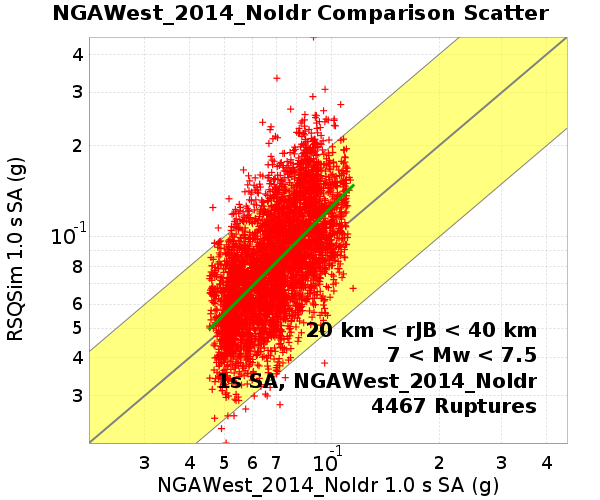 NGAWest_2014_NoIdr Comparison Scatter
4
3
2
10-1
8
6
5
4
3
RSQSim 1.0 s SA (g)
20 km < rJB < 40 km
7 < Mw < 7.5
1s SA, NGAWest_2014_NoIdr
4467 Ruptures
3 4 5 6 7 10-1 2 3 4
NGAWest_2014_NoIdr 1.0 s SA (g)